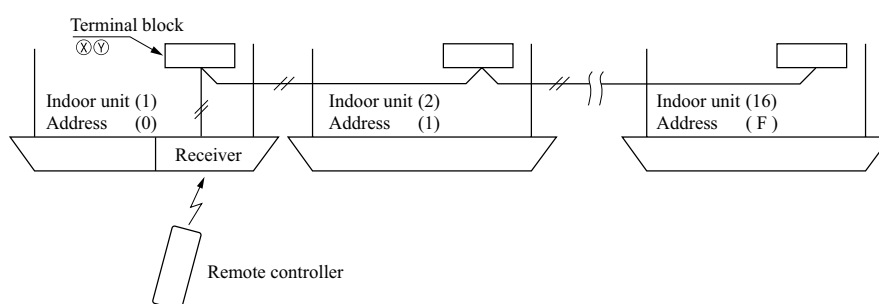 Terminal block
Ⓧ Ⓨ
Indoor unit (1)
Address (0)
Receiver
Indoor unit (2)
Address (1)
Indoor unit (16)
Address ( F )
Remote controller